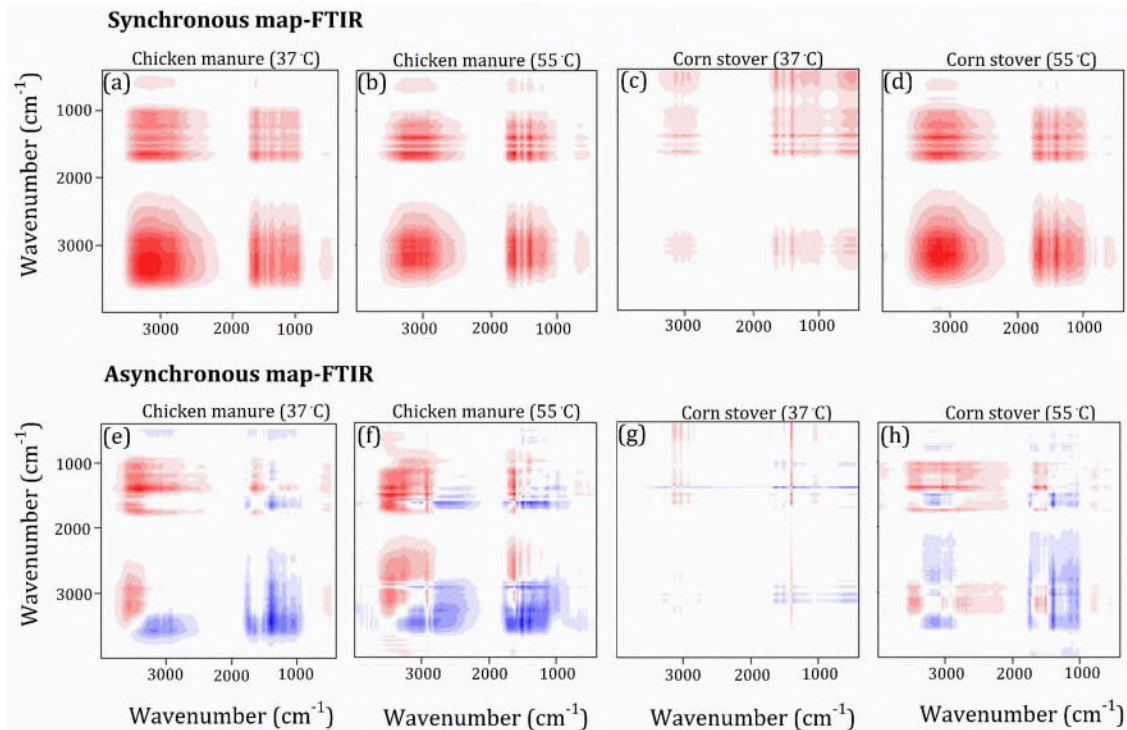 Synchronous map-FTIR
Chicken manure (37 °C)
Chicken manure (55 °C)
Corn stover (37 °C)
Corn stover (55 °C)
(a)
(b)
(c)
(d)
Wavenumber (cm-1)
1000
2000
3000
3000 2000 1000
3000 2000 1000
3000 2000 1000
3000 2000 1000
Asynchronous map-FTIR
Chicken manure (37 °C)
Chicken manure (55 °C)
Corn stover (37 °C)
Corn stover (55 °C)
(e)
(f)
(g)
(h)
Wavenumber (cm-1)
1000
2000
3000
3000 2000 1000
3000 2000 1000
3000 2000 1000
3000 2000 1000
Wavenumber (cm-1)
Wavenumber (cm-1)
Wavenumber (cm-1)
Wavenumber (cm-1)